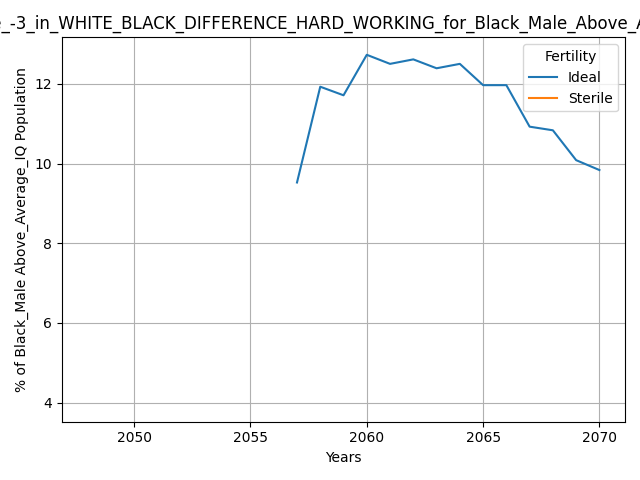 _-3_in_WHITE_BLACK_DIFFERENCE_HARD_WORKING_for_Black_Male_Above_A
Fertility
Ideal
Sterile
% of Black_Male Above_Average_IQ Population
12
10
8
6
4
2050
2055
2060
2065
2070
Years